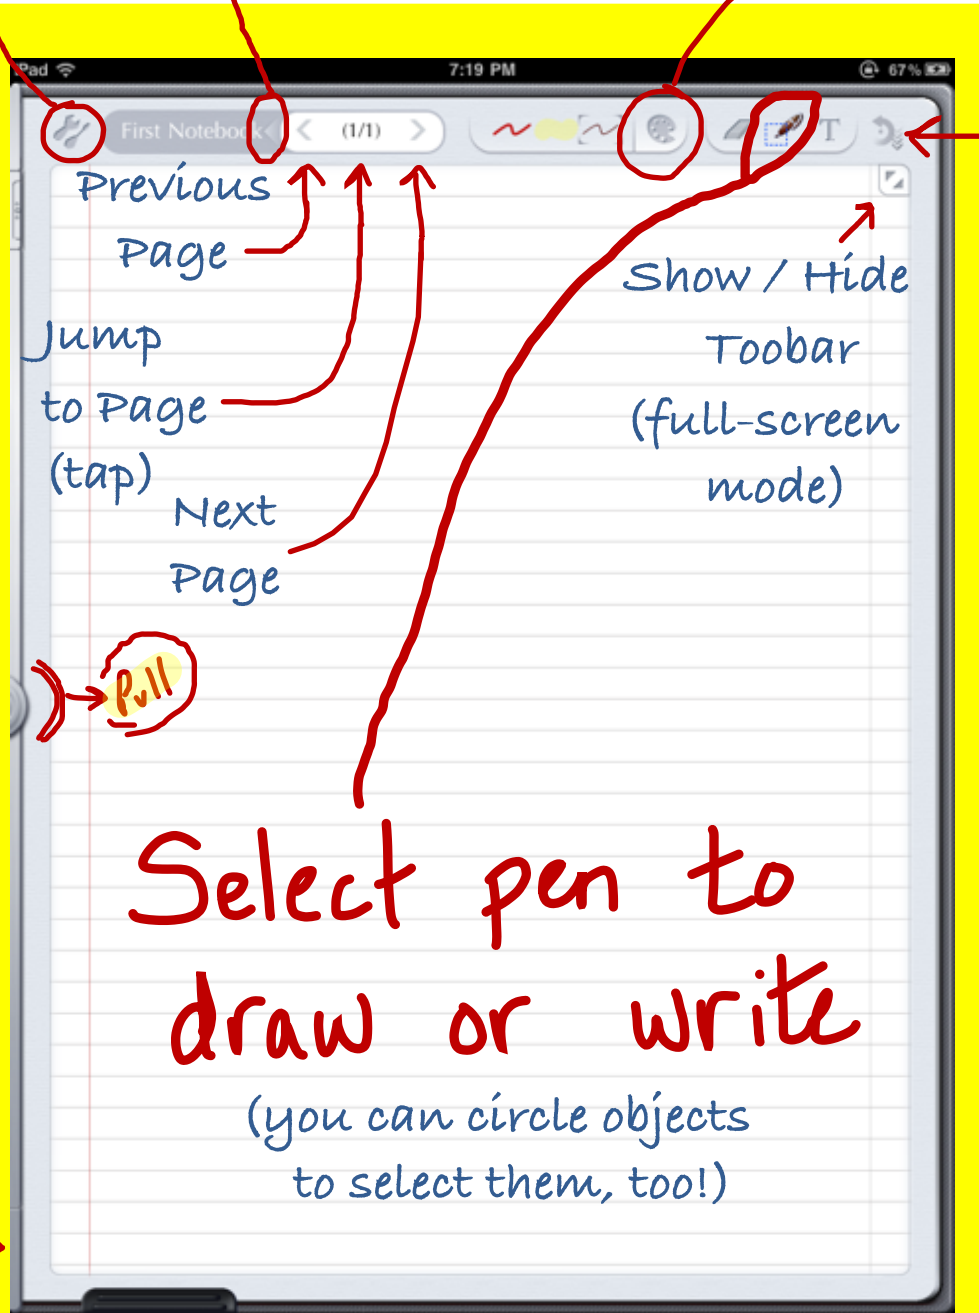 iPad 7:19 PM 67%
First Notebook (1/1) T
Previous
Page
Show / Hide
Toobar
(full-screen
mode)
Jump
to Page
(tap)
Next
Page
Pull
Select pen to
draw or write
(you can circle objects
to select them, too!)